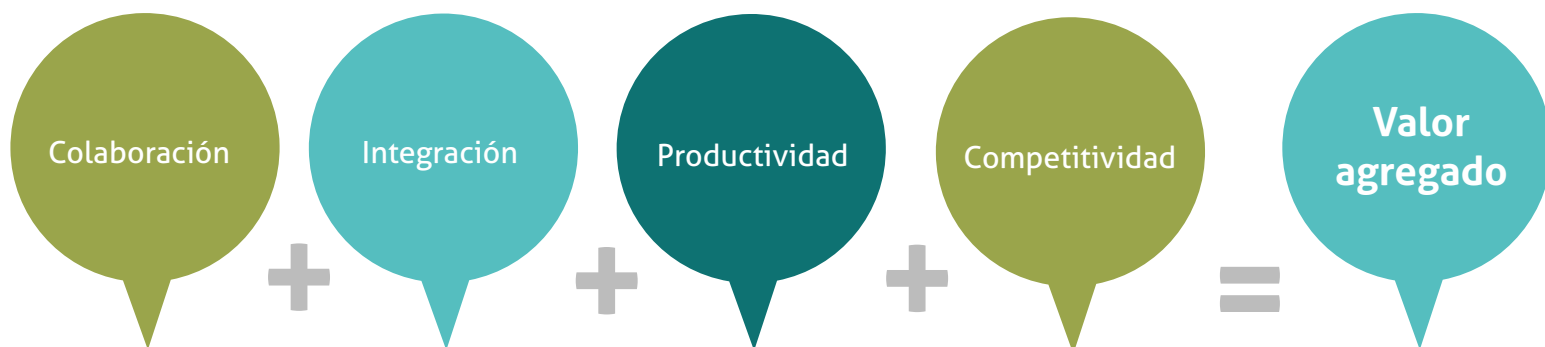 Colaboración
+
Integración
+
Productividad
+
Competitividad
=
Valor
agregado